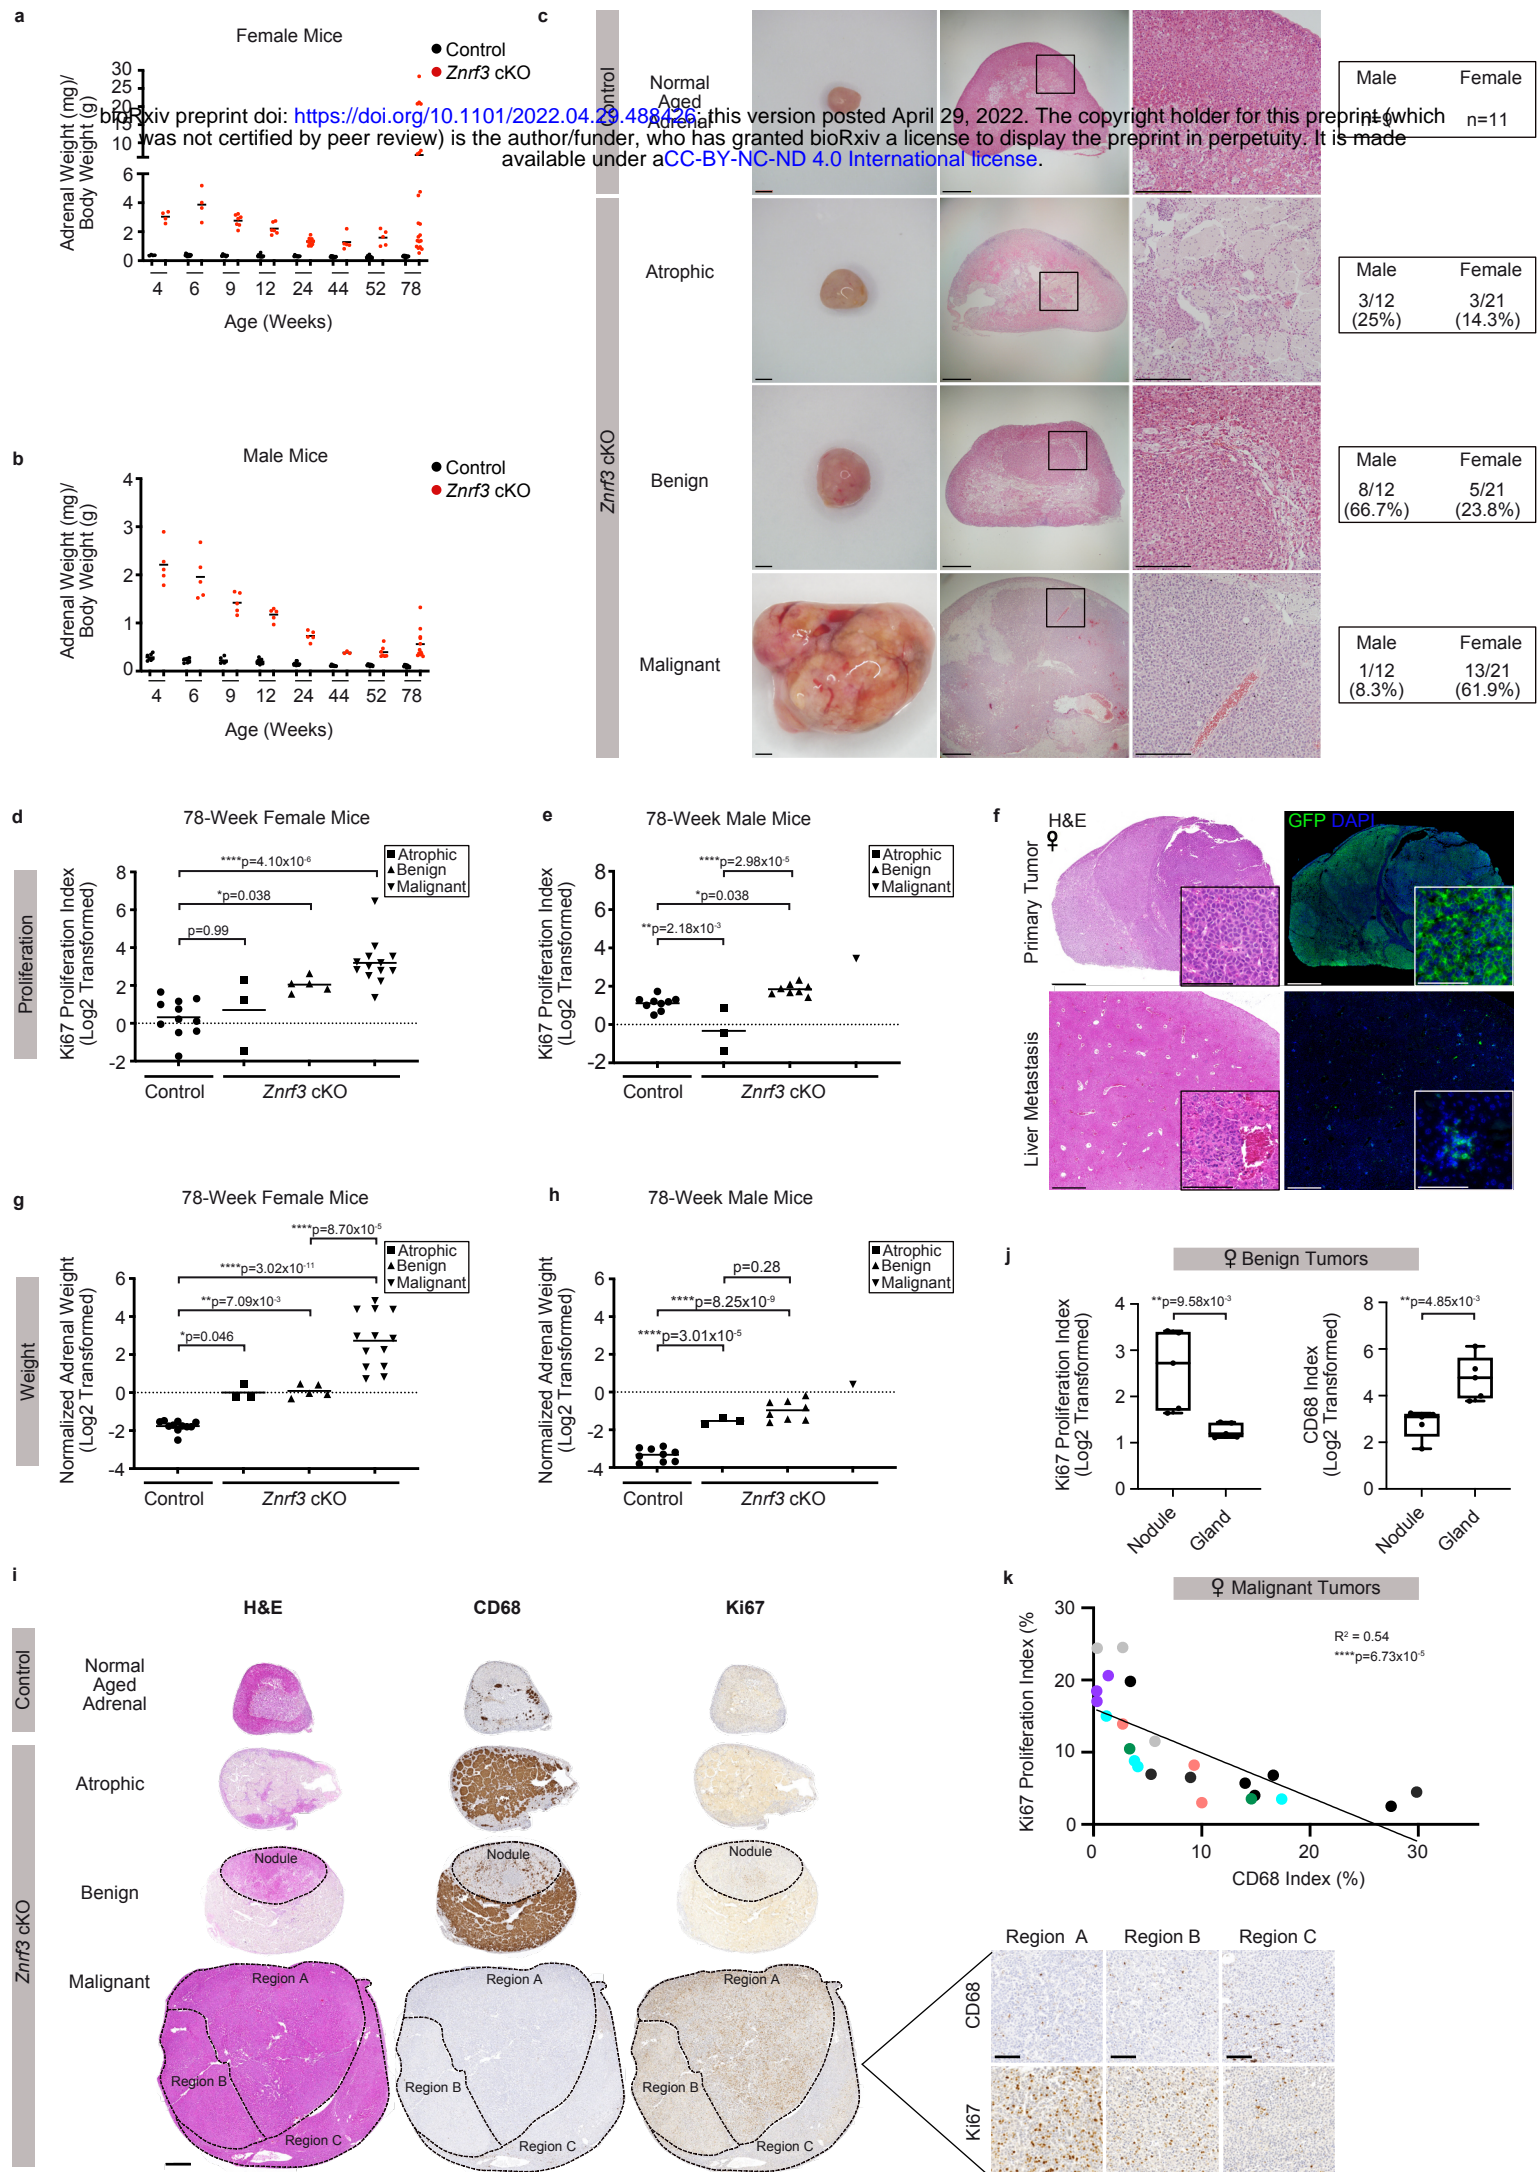 a
Female Mice
Control
Znrf3 cKO
Adrenal Weight (mg)/
Body Weight (g)
30
25
20
15
10
6
4
2
0
4 6 9 12 24 44 52 78
Age (Weeks)
bioRxiv preprint doi: https://doi.org/10.1101/2022.04.29.488426; this version posted April 29, 2022. The copyright holder for this preprint (which
was not certified by peer review) is the author/funder, who has granted bioRxiv a license to display the preprint in perpetuity. It is made
available under aCC-BY-NC-ND 4.0 International license.
b
Male Mice
Control
Znrf3 cKO
Adrenal Weight (mg)/
Body Weight (g)
4
3
2
1
0
4 6 9 12 24 44 52 78
Age (Weeks)
c
Control
Normal
Aged
Adrenal
Male Female
n=9 n=11
Znrf3 cKO
Atrophic
Male Female
3/12 3/21
(25%) (14.3%)
Benign
Male Female
8/12 5/21
(66.7%) (23.8%)
Malignant
Male Female
1/12 13/21
(8.3%) (61.9%)
Proliferation
d
78-Week Female Mice
Atrophic
Benign
Malignant
****p=4.10x10-6
*p=0.038
p=0.99
Ki67 Proliferation Index
(Log2 Transformed)
8
6
4
2
0
-2
Control Znrf3 cKO
e
78-Week Male Mice
Atrophic
Benign
Malignant
****p=2.98x10-5
*p=0.038
**p=2.18x10-3
Ki67 Proliferation Index
(Log2 Transformed)
8
6
4
2
0
-2
Control Znrf3 cKO
f
H&E
♀
GFP DAPI
Primary Tumor
Liver Metastasis
Weight
g
78-Week Female Mice
****p=8.70x10-5
Atrophic
Benign
Malignant
****p=3.02x10-11
**p=7.09x10-3
*p=0.046
Normalized Adrenal Weight
(Log2 Transformed)
6
4
2
0
-2
-4
Control Znrf3 cKO
h
78-Week Male Mice
Atrophic
Benign
Malignant
p=0.28
****p=8.25x10-9
****p=3.01x10-5
Normalized Adrenal Weight
(Log2 Transformed)
6
4
2
0
-2
-4
Control Znrf3 cKO
j
♀ Benign Tumors
**p=9.58x10-3
Ki67 Proliferation Index
(Log2 Transformed)
4
3
2
1
0
Nodule Gland
**p=4.85x10-3
CD68 Index
(Log2 Transformed)
8
6
4
2
0
Nodule Gland
i
H&E CD68 Ki67
Control
Normal
Aged
Adrenal
Znrf3 cKO
Atrophic
Benign
Nodule Nodule Nodule
Malignant
Region A Region A Region A
Region B Region B Region B
Region C Region C Region C
k
♀ Malignant Tumors
R2 = 0.54
****p=6.73x10-5
Ki67 Proliferation Index (%
30
20
10
0
0 10 20 30
CD68 Index (%)
Region A Region B Region C
CD68
Ki67